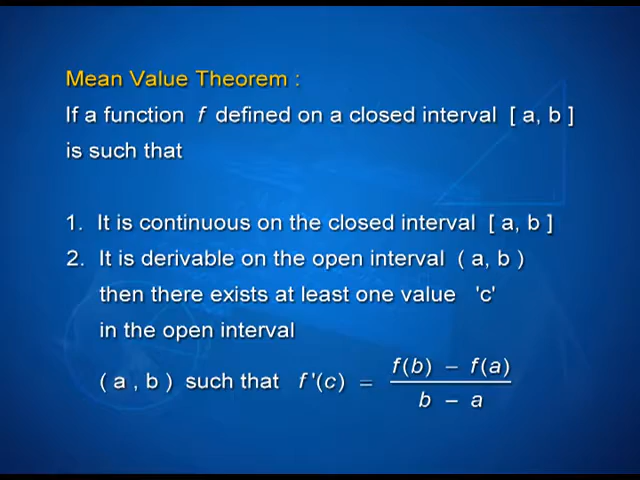 Mean Value Theorem :
If a function f defined on a closed interval [ a, b ]
is such that
1. It is continuous on the closed interval [ a, b ]
2. It is derivable on the open interval ( a, b )
then there exists at least one value 'c'
in the open interval
( a , b ) such that f '(c) = f(b) – f(a) / b – a